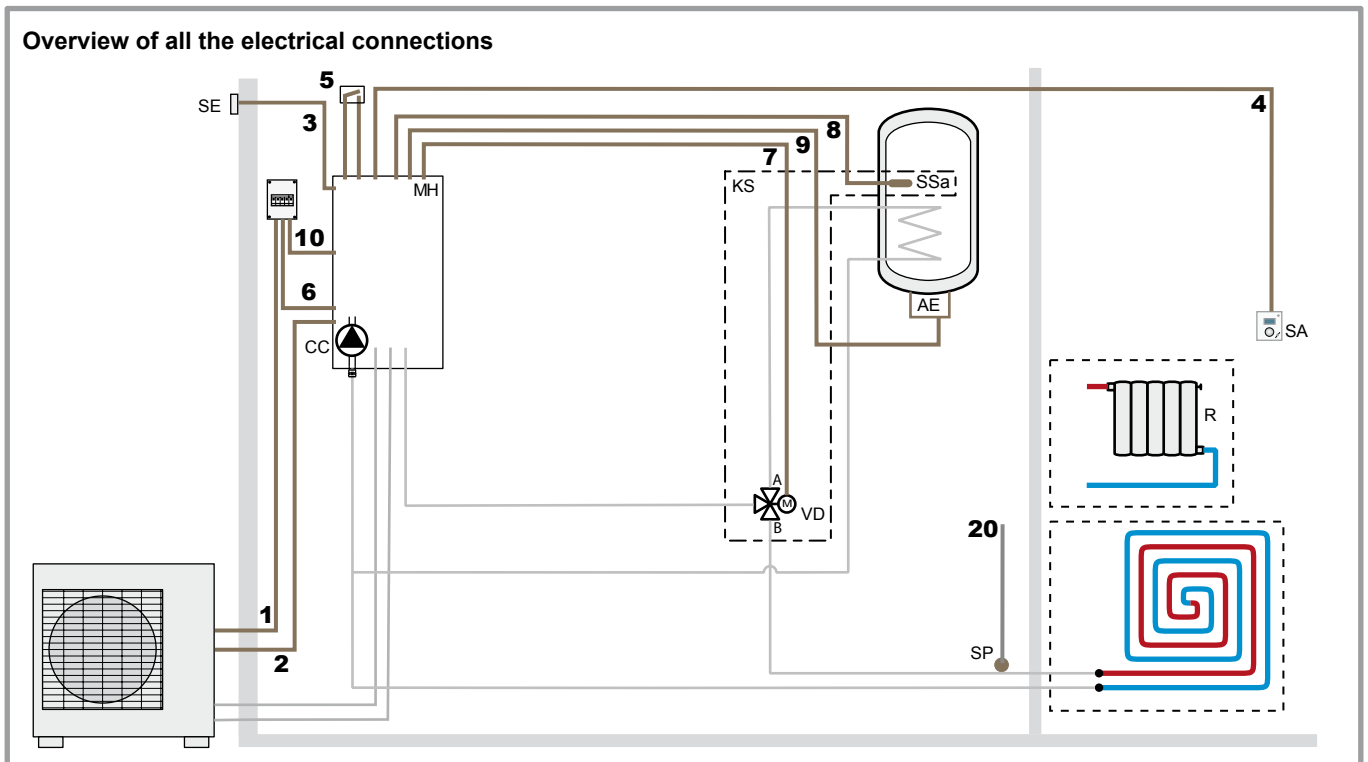 Overview of all the electrical connections
5
SE
3
8
4
9
7
MH
KS
SSa
10
6
AE
CC
SA
R
A
M
VD
B
20
1
2
SP